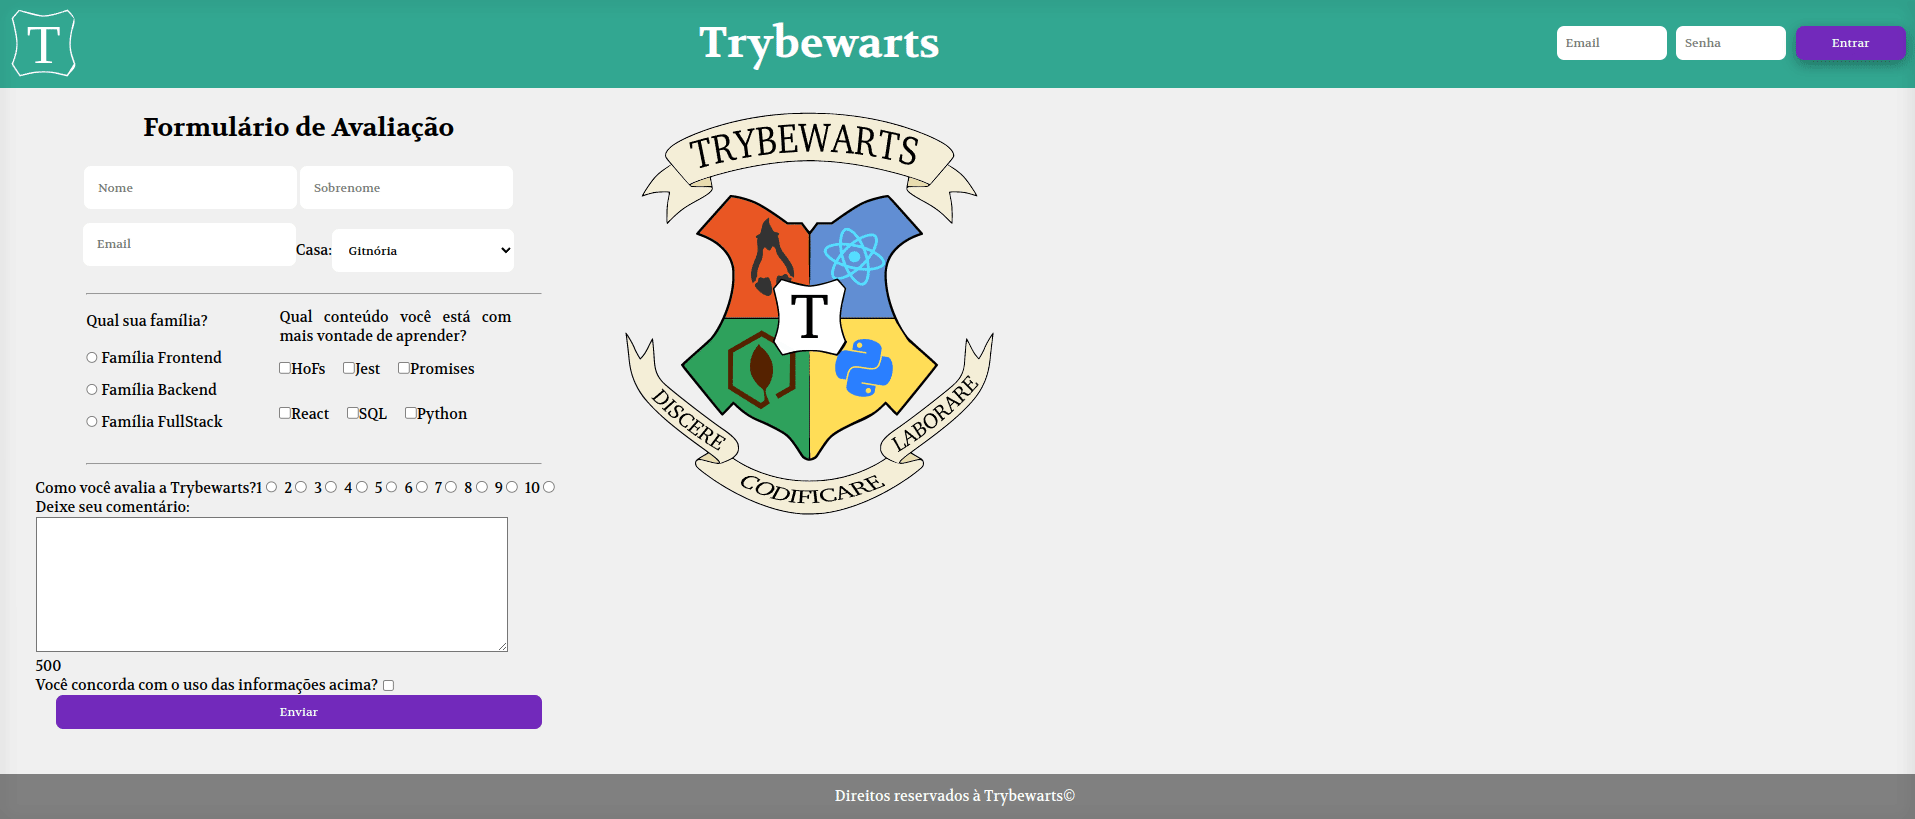 T
Trybewarts
Email Senha Entrar
Formulário de Avaliação
Nome Sobrenome
Email Casa: Gitnória
Qual sua família?
Família Frontend
Família Backend
Família FullStack
Qual conteúdo você está com
mais vontade de aprender?
HoFs Jest Promises
React SQL Python
Como você avalia a Trybewarts?1 2 3 4 5 6 7 8 9 10
Deixe seu comentário:
500
Você concorda com o uso das informações acima?
Enviar
TRYBEWARTS
T
DISCERE
CODIFICARE
LABORARE
Direitos reservados à Trybewarts©